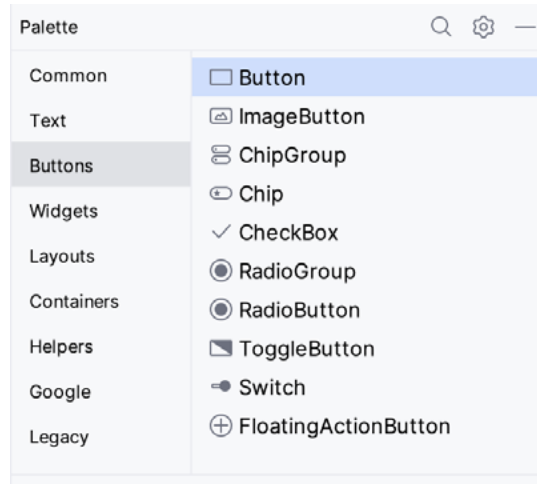 Palette
Common
Text
Buttons
Widgets
Layouts
Containers
Helpers
Google
Legacy
Button
ImageButton
ChipGroup
Chip
CheckBox
RadioGroup
RadioButton
ToggleButton
Switch
FloatingActionButton